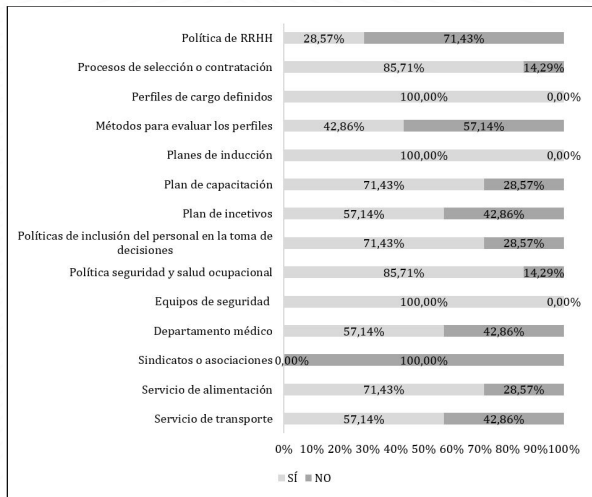 Política de RRHH 28,57% 71,43%
Procesos de selección o contratación 85,71% 14,29%
Perfiles de cargo definidos 100,00% 0,00%
Métodos para evaluar los perfiles 42,86% 57,14%
Planes de inducción 100,00% 0,00%
Plan de capacitación 71,43% 28,57%
Plan de incetivos 57,14% 42,86%
Políticas de inclusión del personal en la toma de
decisiones 71,43% 28,57%
Política seguridad y salud ocupacional 85,71% 14,29%
Equipos de seguridad 100,00% 0,00%
Departamento médico 57,14% 42,86%
Sindicatos o asociaciones 0,00% 100,00%
Servicio de alimentación 71,43% 28,57%
Servicio de transporte 57,14% 42,86%
0% 10% 20% 30% 40% 50% 60% 70% 80% 90% 100%
SÍ NO